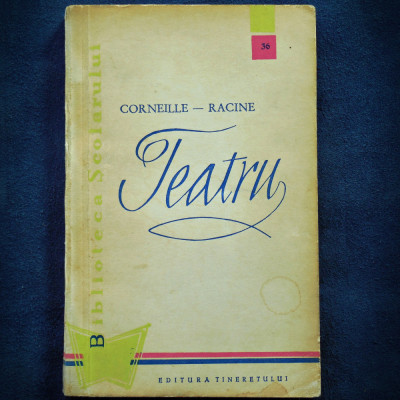 36
CORNEILLE — RACINE
Teatru
Biblioteca Școlarului
EDITURA TINERETULUI